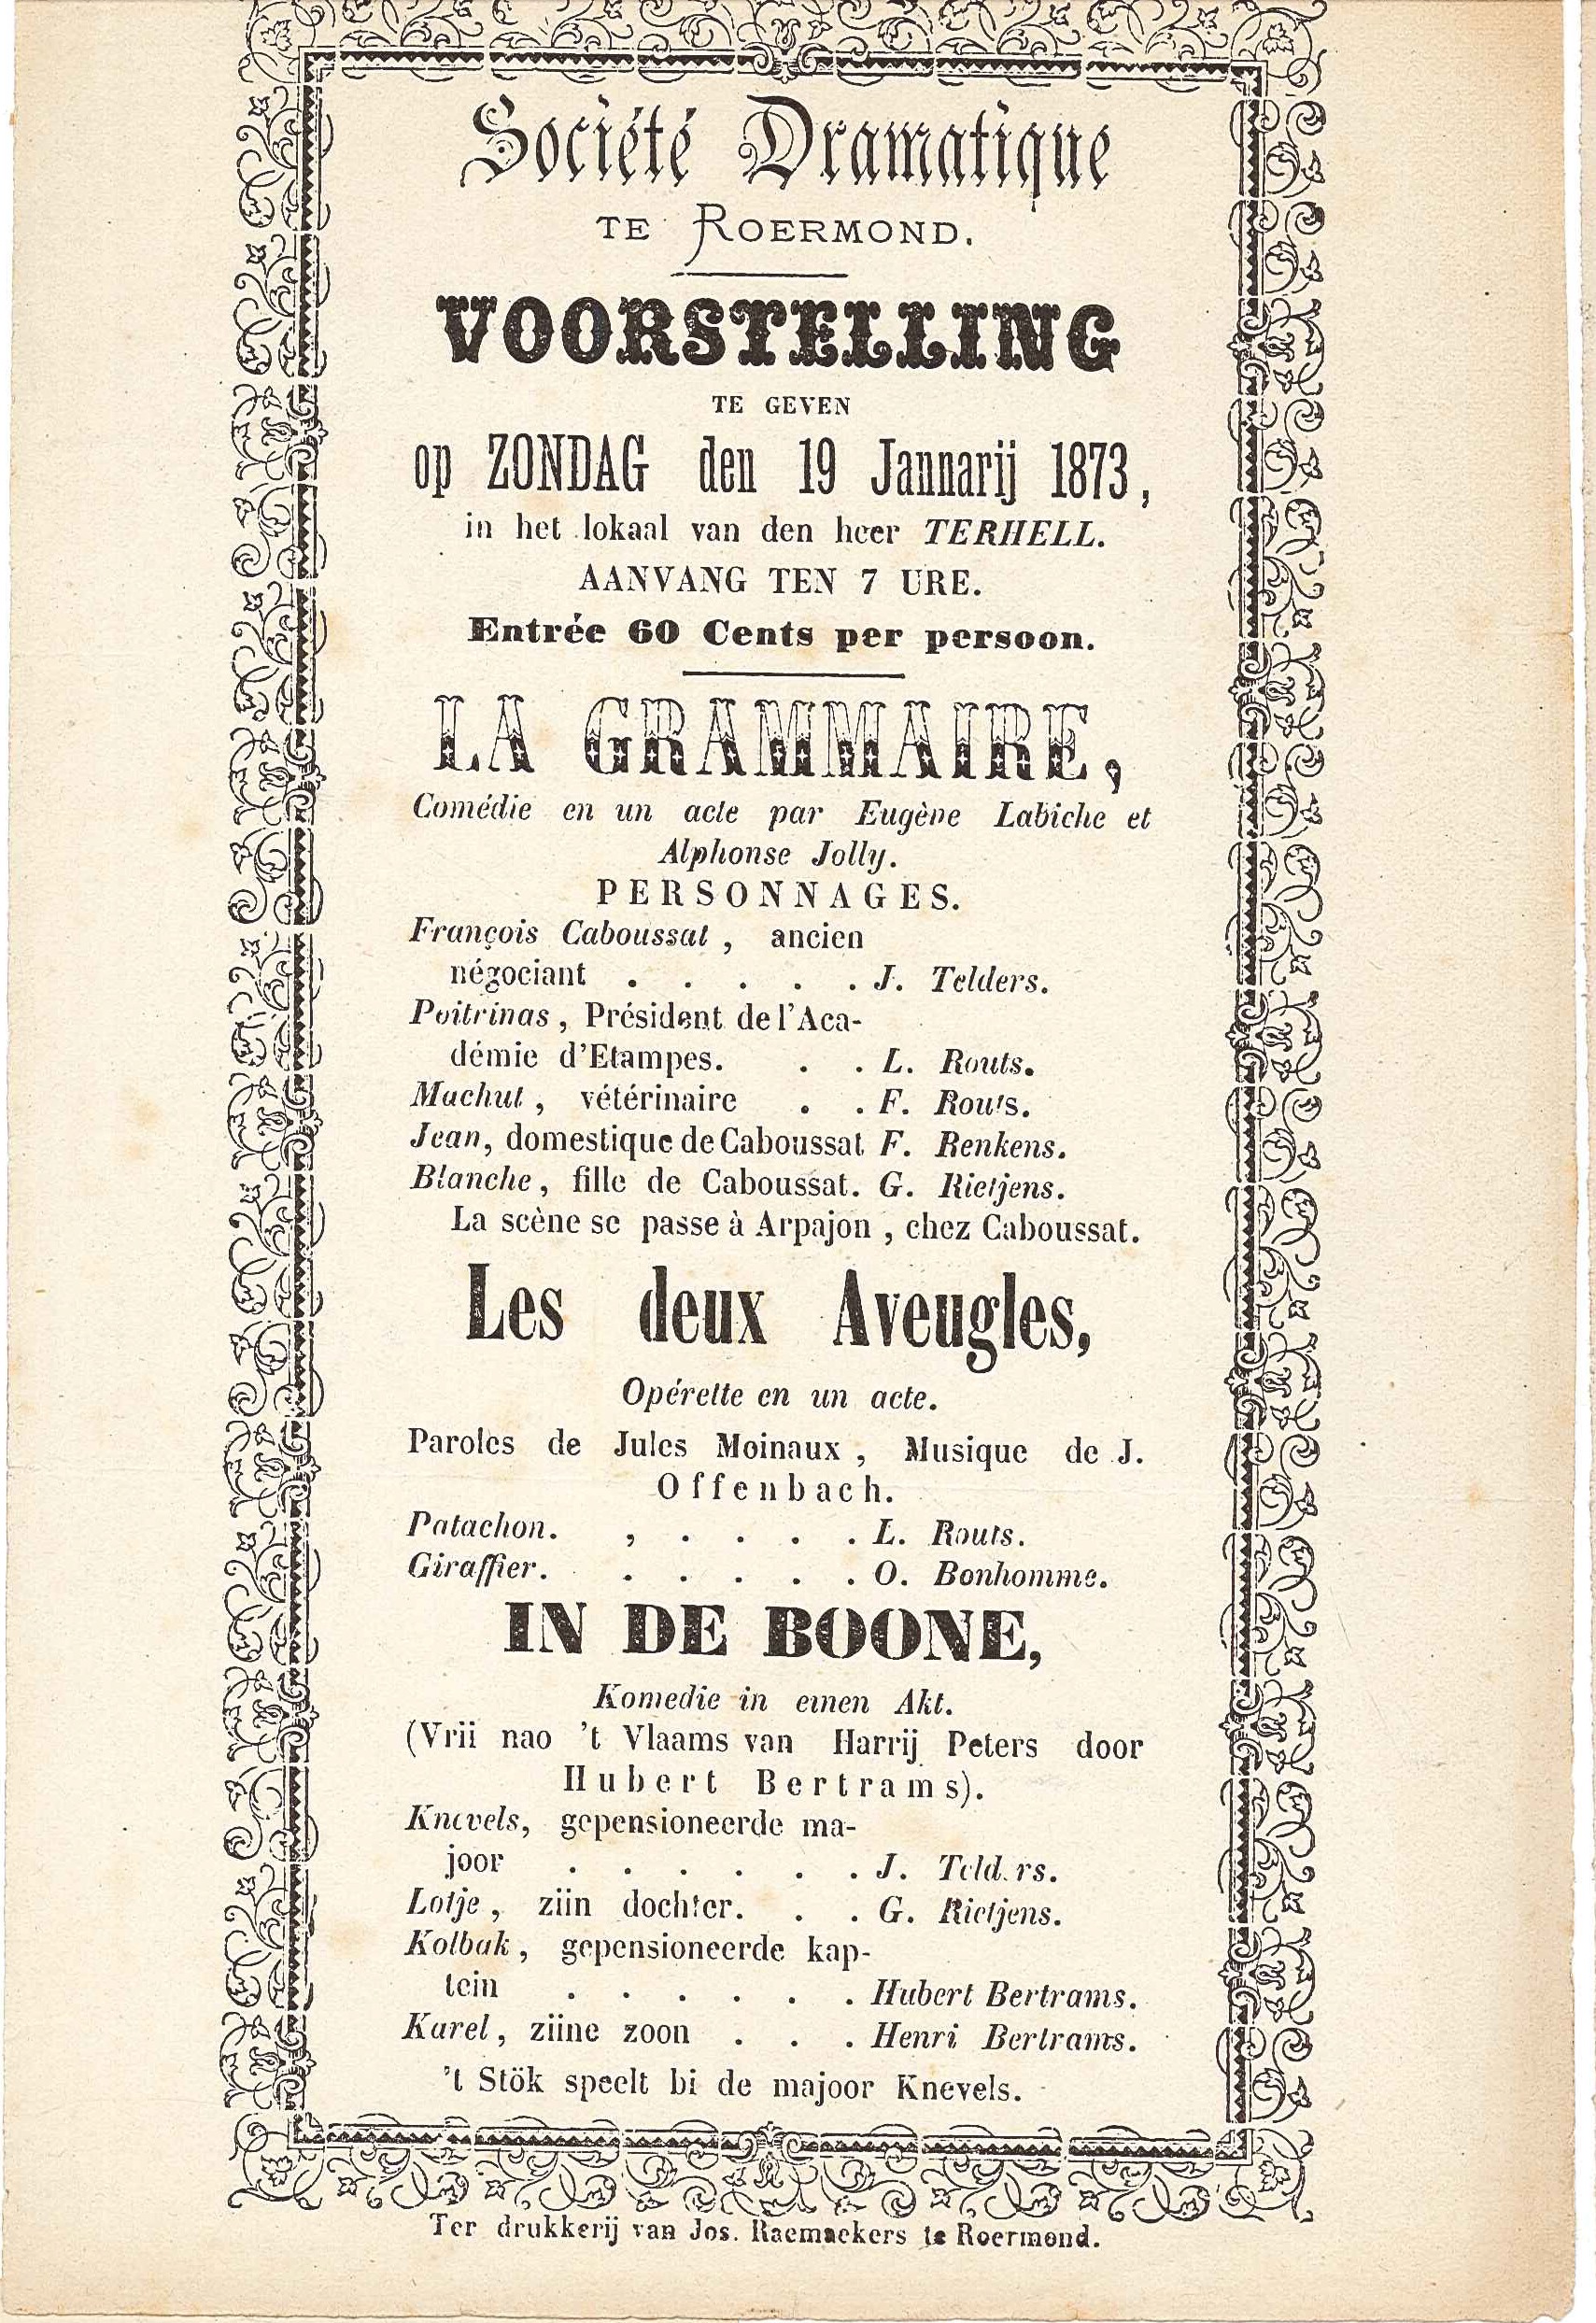 Société Dramatique
TE ROERMOND.
VOORSTELLING
TE GEVEN
op ZONDAG den 19 Jannarij 1873,
in het lokaal van den heer TERHELL.
AANVANG TEN 7 URE.
Entrée 60 Cents per persoon.
LA GRAMMAIRE,
Comédie en un acte par Eugène Labiche et
Alphonse Jolly.
PERSONNAGES.
François Caboussat, ancien
négociant . . . . . J. Telders.
Poitrinas, Président de l'Aca-
démie d'Etampes. . . L. Routs.
Machut, vétérinaire . . F. Routs.
Jean, domestique de Caboussat F. Renkens.
Blanche, fille de Caboussat. G. Rietjens.
La scène se passe à Arpajon, chez Caboussat.
Les deux Aveugles,
Opérette en un acte.
Paroles de Jules Moinaux, Musique de J.
Offenbach.
Patachon. , . . . . L. Routs.
Giraffier. . . . . . O. Bonhomme.
IN DE BOONE,
Komedie in einen Akt.
(Vrii nao 't Vlaams van Harrij Peters door
Hubert Bertrams).
Knevels, gepensioneerde ma-
joor . . . . . . J. Teld.rs.
Lotje, ziin dochter. . . G. Rietjens.
Kolbak, gepensioneerde kap-
tein . . . . . . Hubert Bertrams.
Karel, ziine zoon . . . Henri Bertrams.
't Stök speelt bi de majoor Knevels.
Ter drukkerij van Jos. Raemaekers te Roermond.